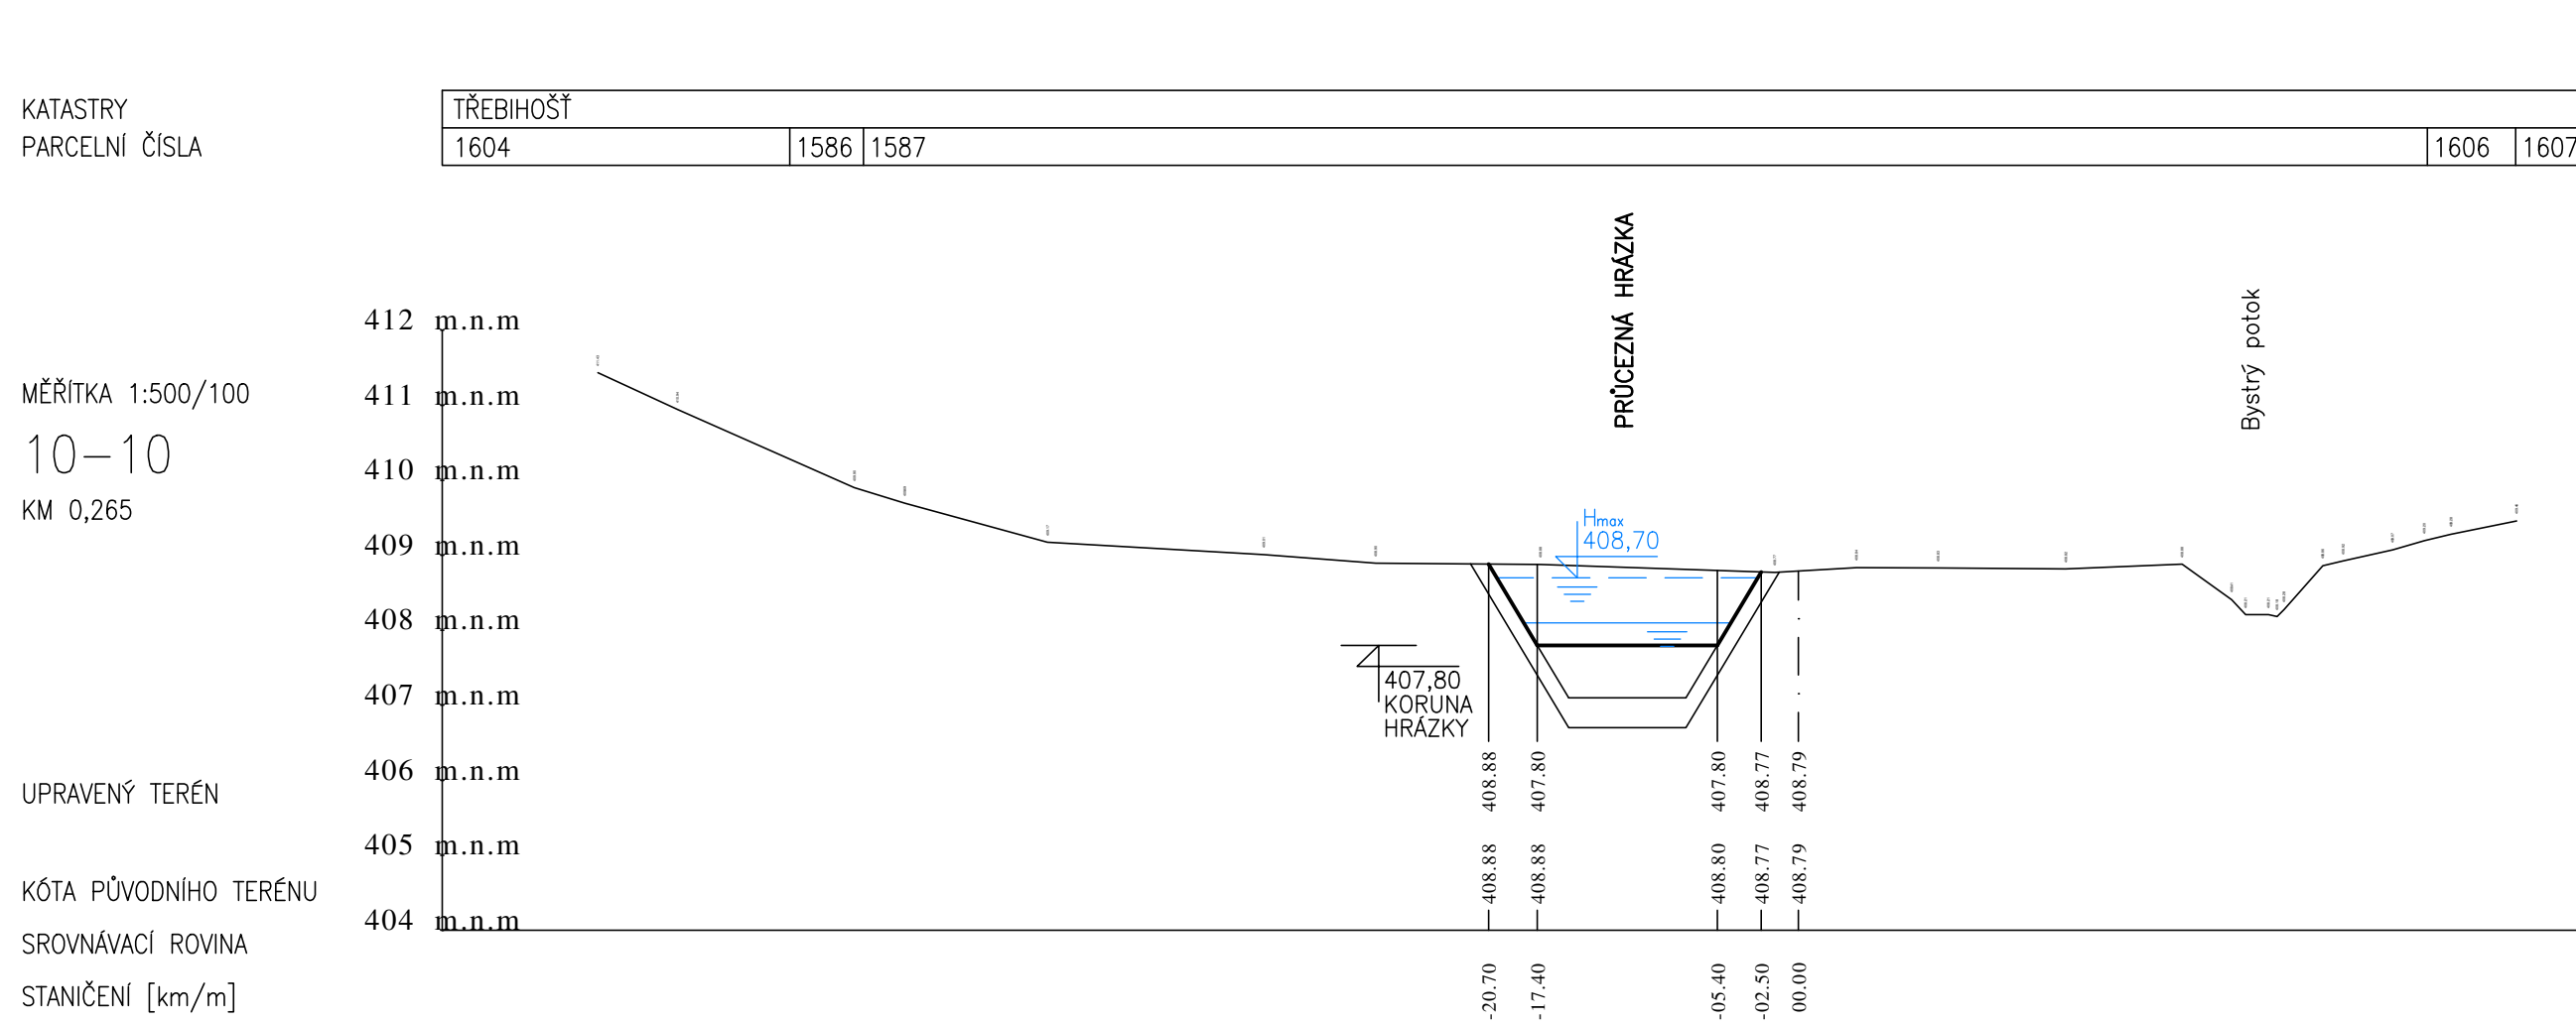 KATASTRY
TŘEBIHOŠŤ
PARCELNÍ ČÍSLA
1604
1586
1587
1606
1607
PRŮCEZNÁ HRÁZKA
Bystrý potok
412 m.n.m
MĚŘÍTKA 1:500/100
411 m.n.m
10-10
410 m.n.m
KM 0,265
Hmax
408,70
409 m.n.m
408 m.n.m
407 m.n.m
407,80
KORUNA
HRÁZKY
406 m.n.m
UPRAVENÝ TERÉN
408.88
407.80
407.80
408.77
408.79
405 m.n.m
KÓTA PŮVODNÍHO TERÉNU
408.88
408.88
408.80
408.77
408.79
404 m.n.m
SROVNÁVACÍ ROVINA
STANIČENÍ [km/m]
-20.70
-17.40
-05.40
-02.50
00.00